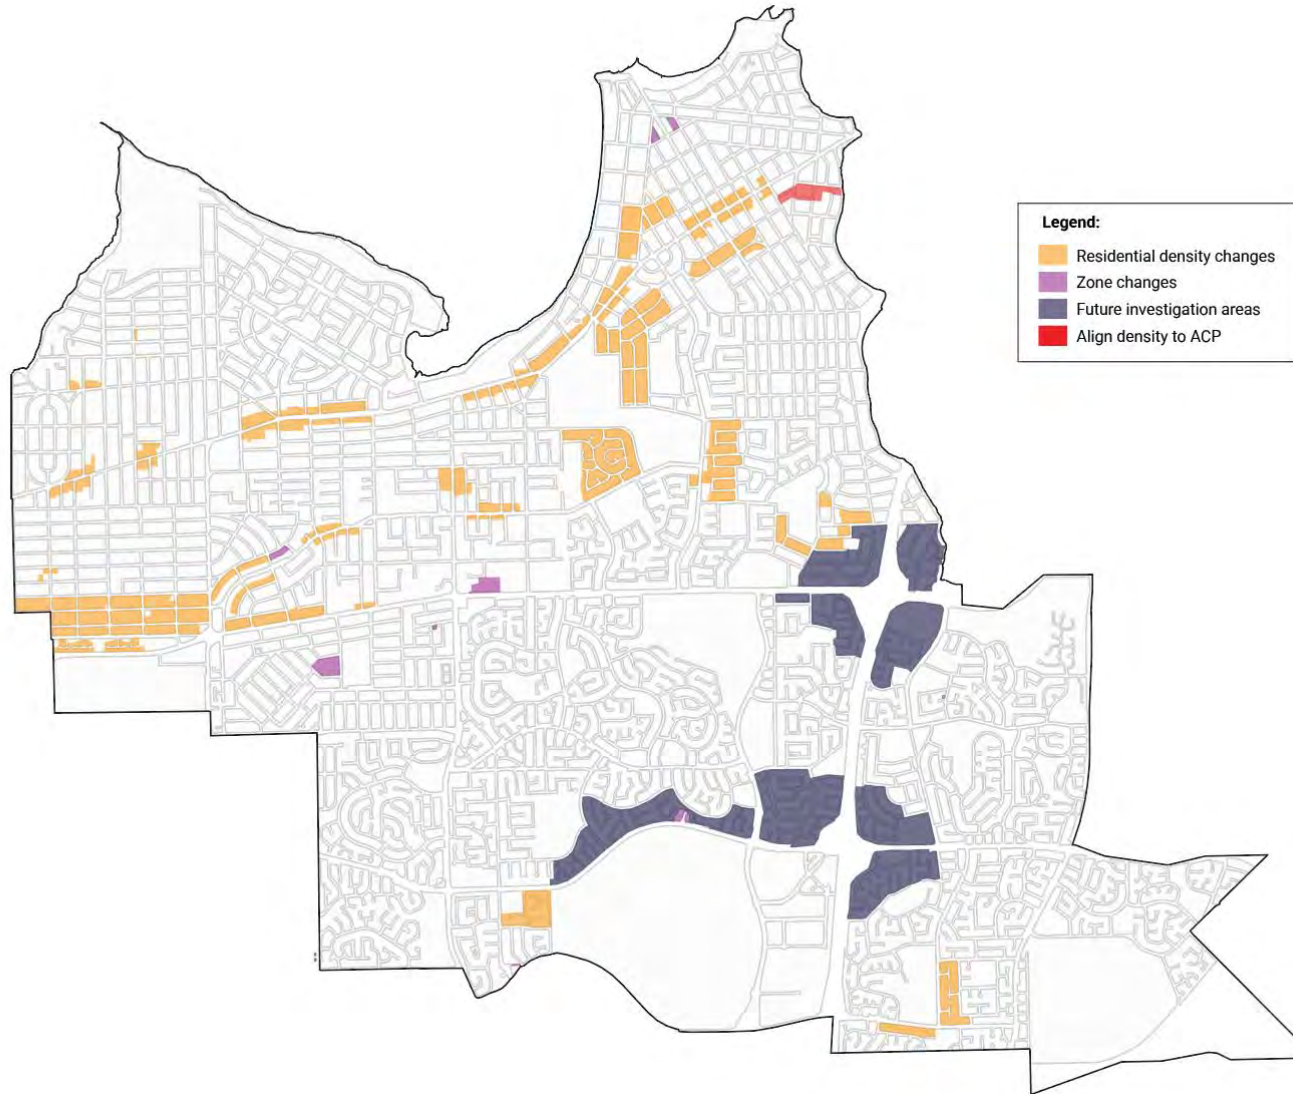 Legend:
Residential density changes
Zone changes
Future investigation areas
Align density to ACP